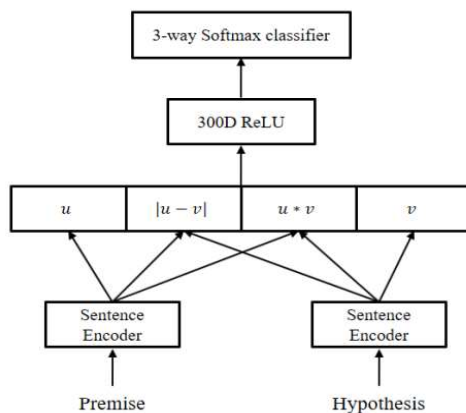 3-way Softmax classifier
300D ReLU
u |u − v| u ∗ v v
Sentence Sentence
Encoder Encoder
Premise Hypothesis